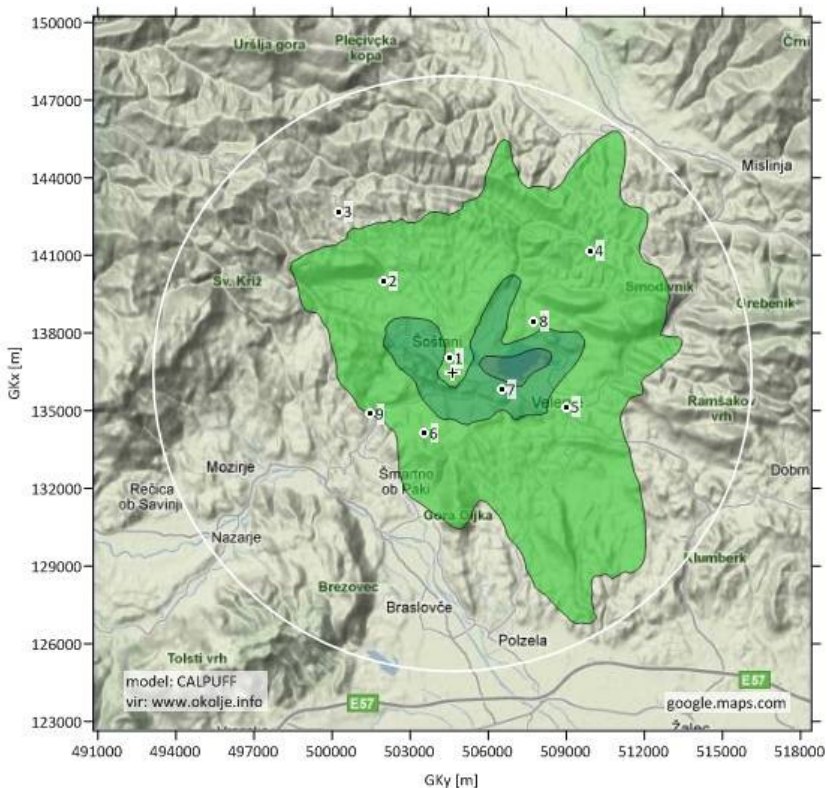 150000
Uršlja gora
Plečivčka
kopa
Črni
147000
Mislinja
144000
3
141000
4
Sv. Križ
2
Smodivnik
Grebenik
138000
8
Šoštanj
1
7
135000
Velenje
5
Ramšakov
vrh
9
6
Mozirje
Šmartno
ob Paki
Dobrn
132000
Rečica
ob Savinji
Gora Oljka
Nazarje
129000
Klumberk
Brezovec
Braslovče
126000
Polzela
Tolsti vrh
model: CALPUFF
vir: www.okolje.info
E57
E57
google.maps.com
123000
Žalec
491000 494000 497000 500000 503000 506000 509000 512000 515000 518000
GKx [m]
GKy [m]